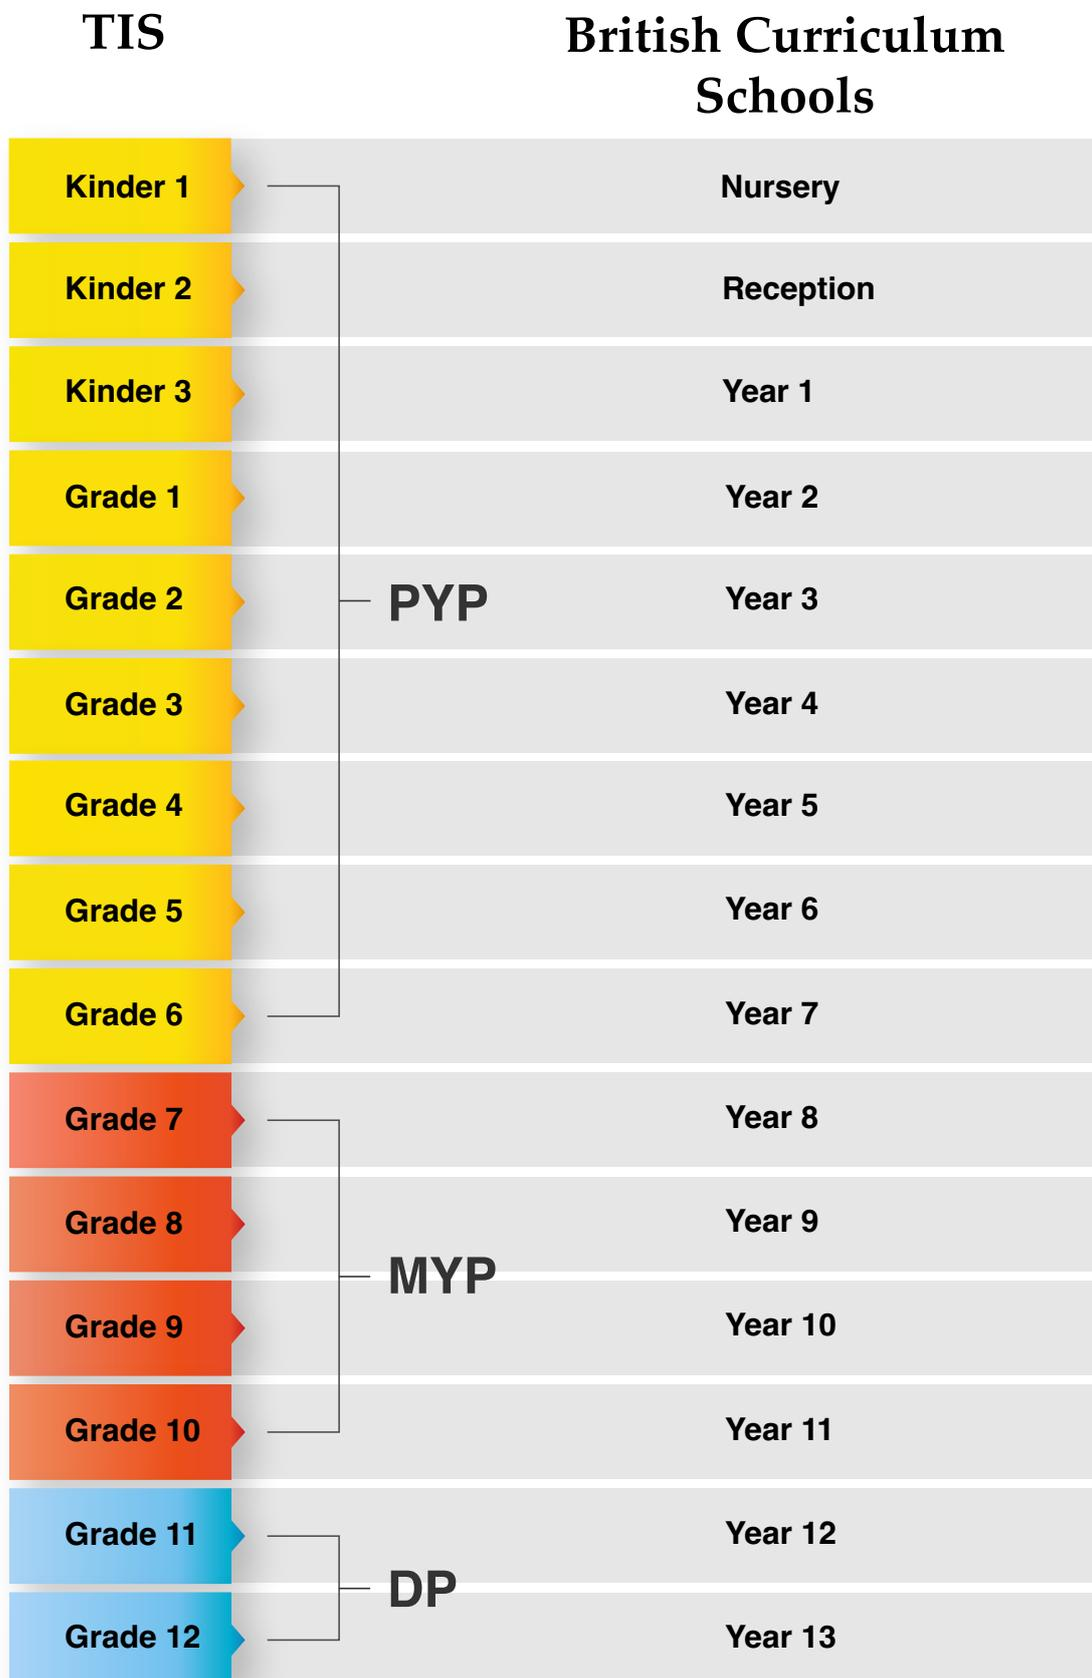 TIS
British Curriculum
Schools
Kinder 1
Nursery
Kinder 2
Reception
Kinder 3
Year 1
Grade 1
Year 2
Grade 2
PYP
Year 3
Grade 3
Year 4
Grade 4
Year 5
Grade 5
Year 6
Grade 6
Year 7
Grade 7
Year 8
Grade 8
Year 9
MYP
Grade 9
Year 10
Grade 10
Year 11
Grade 11
Year 12
DP
Grade 12
Year 13